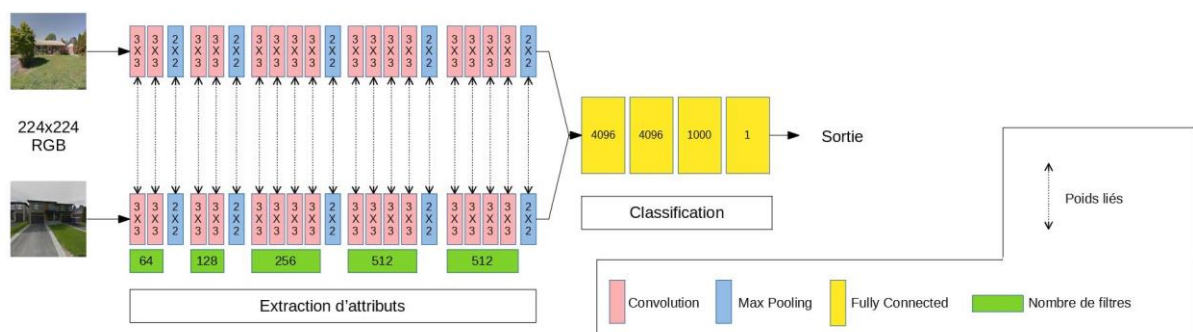 3X3 3X3 2X2 3X3 3X3 2X2 3X3 3X3 3X3 3X3 2X2 3X3 3X3 3X3 3X3 2X2 3X3 3X3 3X3 3X3 2X2
224x224
RGB
4096 4096 1000 1 Sortie
3X3 3X3 2X2 3X3 3X3 2X2 3X3 3X3 3X3 3X3 2X2 3X3 3X3 3X3 3X3 2X2 3X3 3X3 3X3 3X3 2X2
Classification
Poids liés
64 128 256 512 512
Extraction d'attributs
Convolution Max Pooling Fully Connected Nombre de filtres